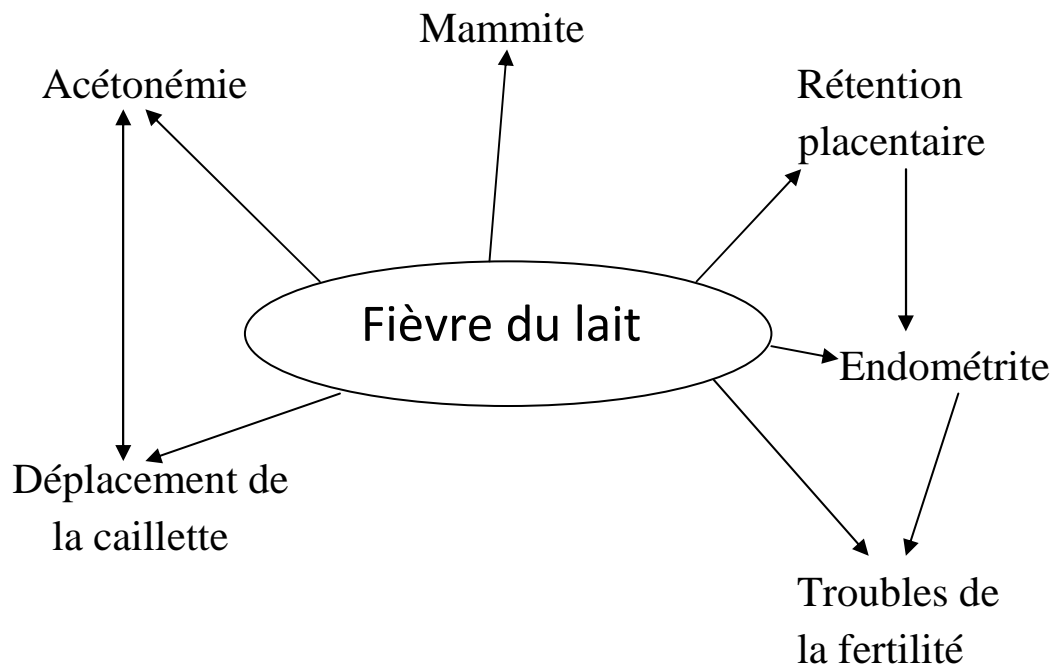 Mammite
Acétonémie
Rétention
placentaire
Fièvre du lait
Endométrite
Déplacement de
la caillette
Troubles de
la fertilité